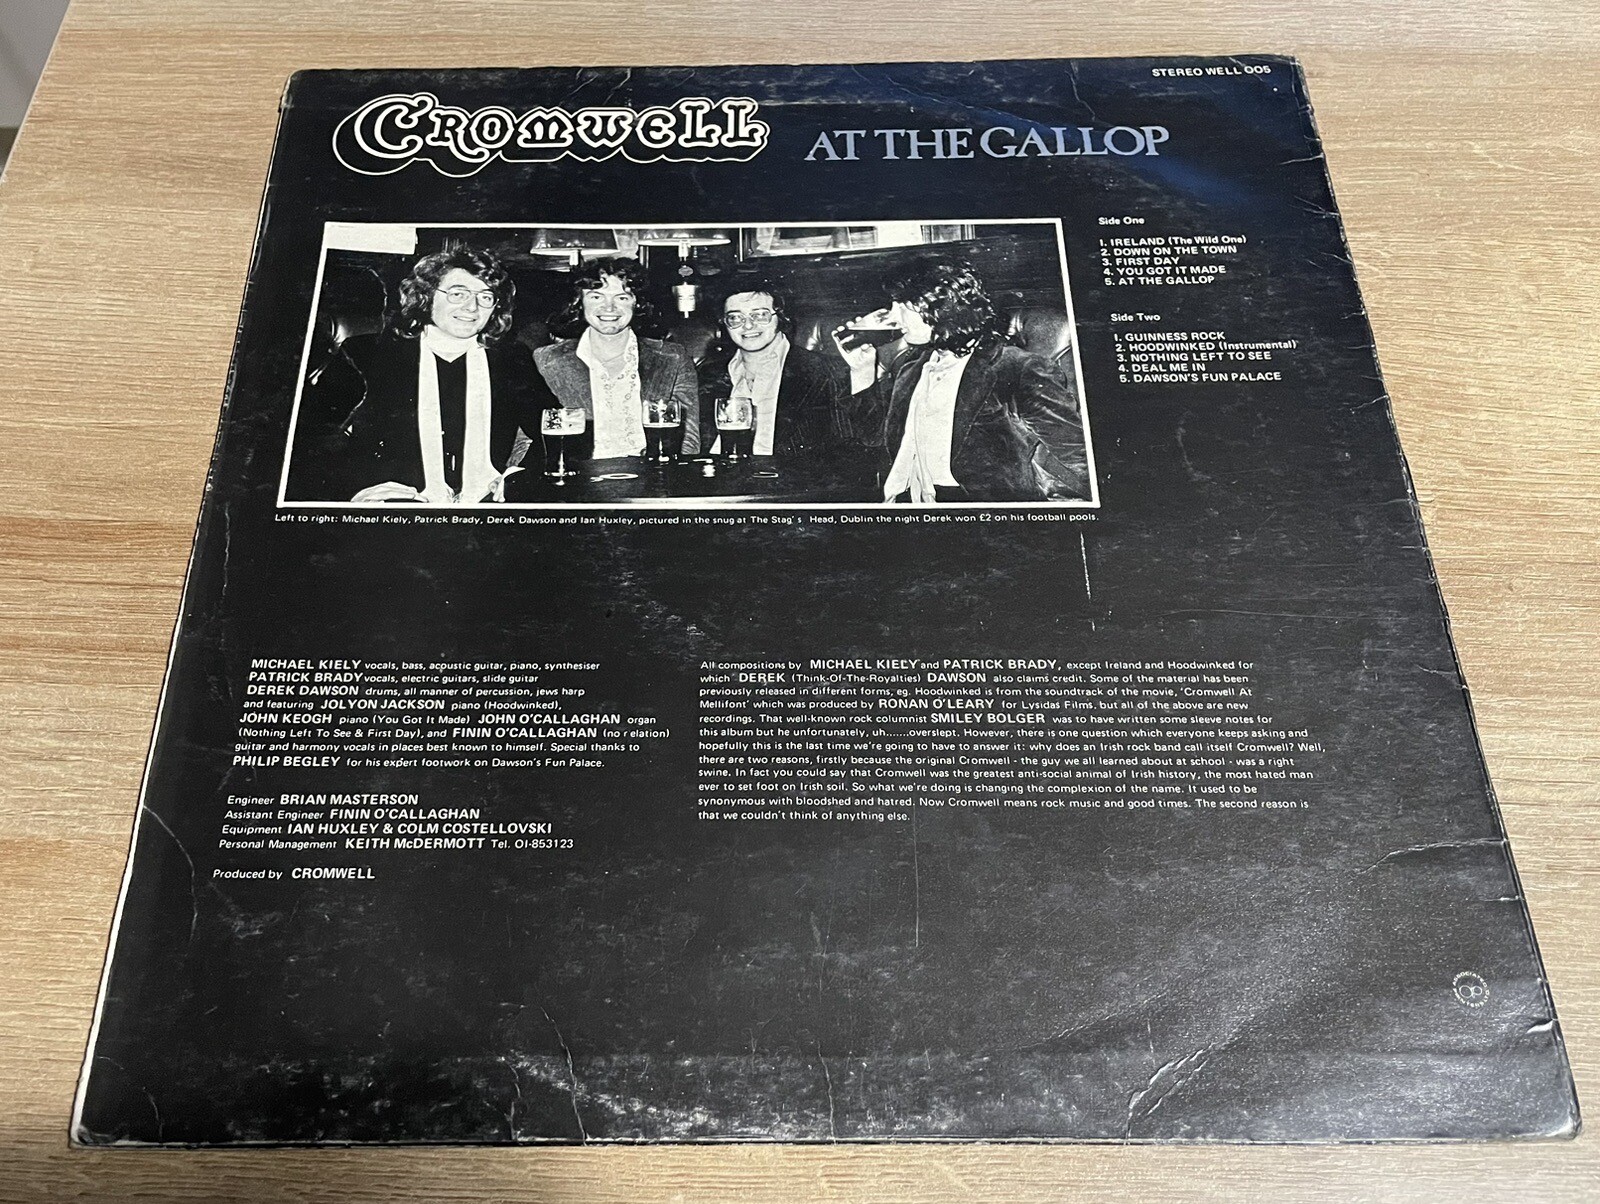 STEREO WELL 005
CROMWELL AT THE GALLOP
Side One
1. IRELAND (The Wild One)
2. DOWN ON THE TOWN
3. FIRST DAY
4. YOU GOT IT MADE
5. AT THE GALLOP
Side Two
1. GUINNESS ROCK
2. HOODWINKED (Instrumental)
3. NOTHING LEFT TO SEE
4. DEAL ME IN
5. DAWSON'S FUN PALACE
Left to right: Michael Kiely, Patrick Brady, Derek Dawson and Ian Huxley, pictured in the snug at The Stag's Head, Dublin the night Derek won £2 on his football pools.
MICHAEL KIELY vocals, bass, acpustic guitar, piano, synthesiser
PATRICK BRADY vocals, electric guitars, slide guitar
DEREK DAWSON drums, all manner of percussion, jews harp
and featuring JOLYON JACKSON piano (Hoodwinked),
JOHN KEOGH piano (You Got It Made) JOHN O'CALLAGHAN organ
(Nothing Left To See & First Day), and FININ O'CALLAGHAN (no relation)
guitar and harmony vocals in places best known to himself. Special thanks to
PHILIP BEGLEY for his expert footwork on Dawson's Fun Palace.
Engineer BRIAN MASTERSON
Assistant Engineer FININ O'CALLAGHAN
Equipment IAN HUXLEY & COLM COSTELLOVSKI
Personal Management KEITH McDERMOTT Tel. 01-853123
Produced by CROMWELL
All compositions by MICHAEL KIELY and PATRICK BRADY, except Ireland and Hoodwinked for
which DEREK (Think-Of-The-Royalties) DAWSON also claims credit. Some of the material has been
previously released in different forms, eg. Hoodwinked is from the soundtrack of the movie, 'Cromwell At
Mellifont' which was produced by RONAN O'LEARY for Lysidas Films, but all of the above are new
recordings. That well-known rock columnist SMILEY BOLGER was to have written some sleeve notes for
this album but he unfortunately, uh.......overslept. However, there is one question which everyone keeps asking and
hopefully this is the last time we're going to have to answer it: why does an Irish rock band call itself Cromwell? Well,
there are two reasons, firstly because the original Cromwell - the guy we all learned about at school - was a right
swine. In fact you could say that Cromwell was the greatest anti-social animal of Irish history, the most hated man
ever to set foot on Irish soil. So what we're doing is changing the complexion of the name. It used to be
synonymous with bloodshed and hatred. Now Cromwell means rock music and good times. The second reason is
that we couldn't think of anything else.
ASSOCIATED